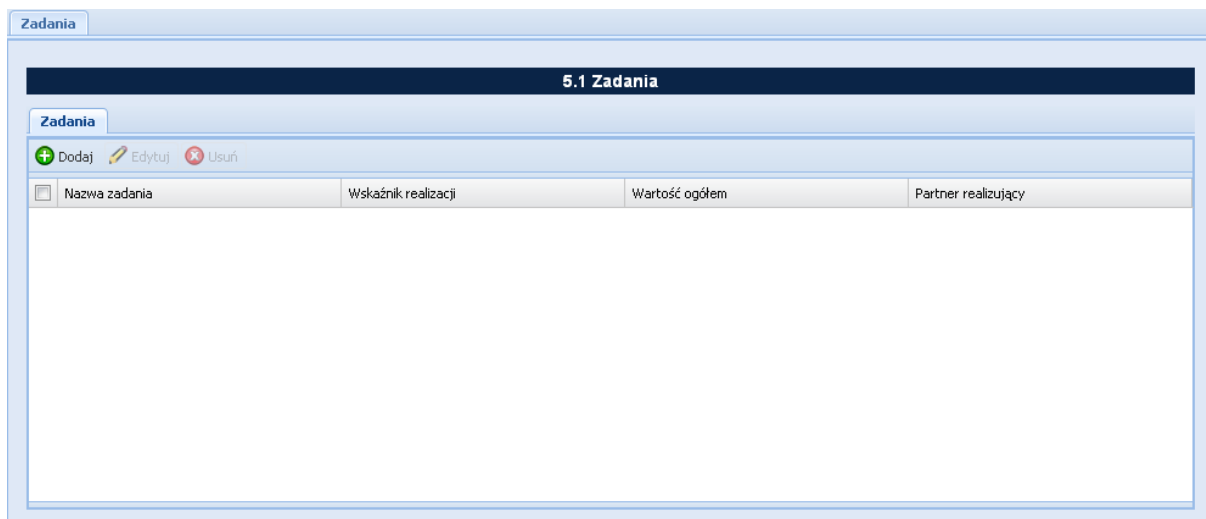 Zadania
5.1 Zadania
Zadania
Dodaj Edytuj Usuń
Nazwa zadania Wskaźnik realizacji Wartość ogółem Partner realizujący